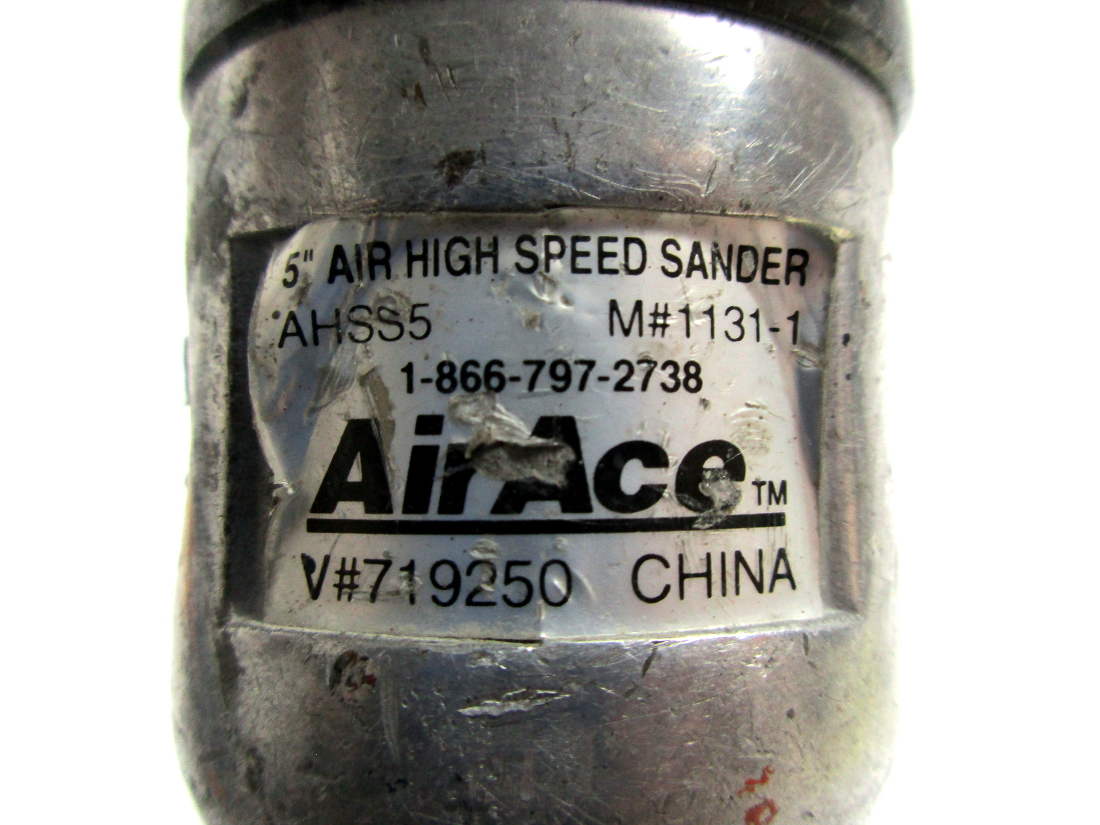 5" AIR HIGH SPEED SANDER
AHSS5 M#1131-1
1-866-797-2738
AirAce™
V#719250 CHINA